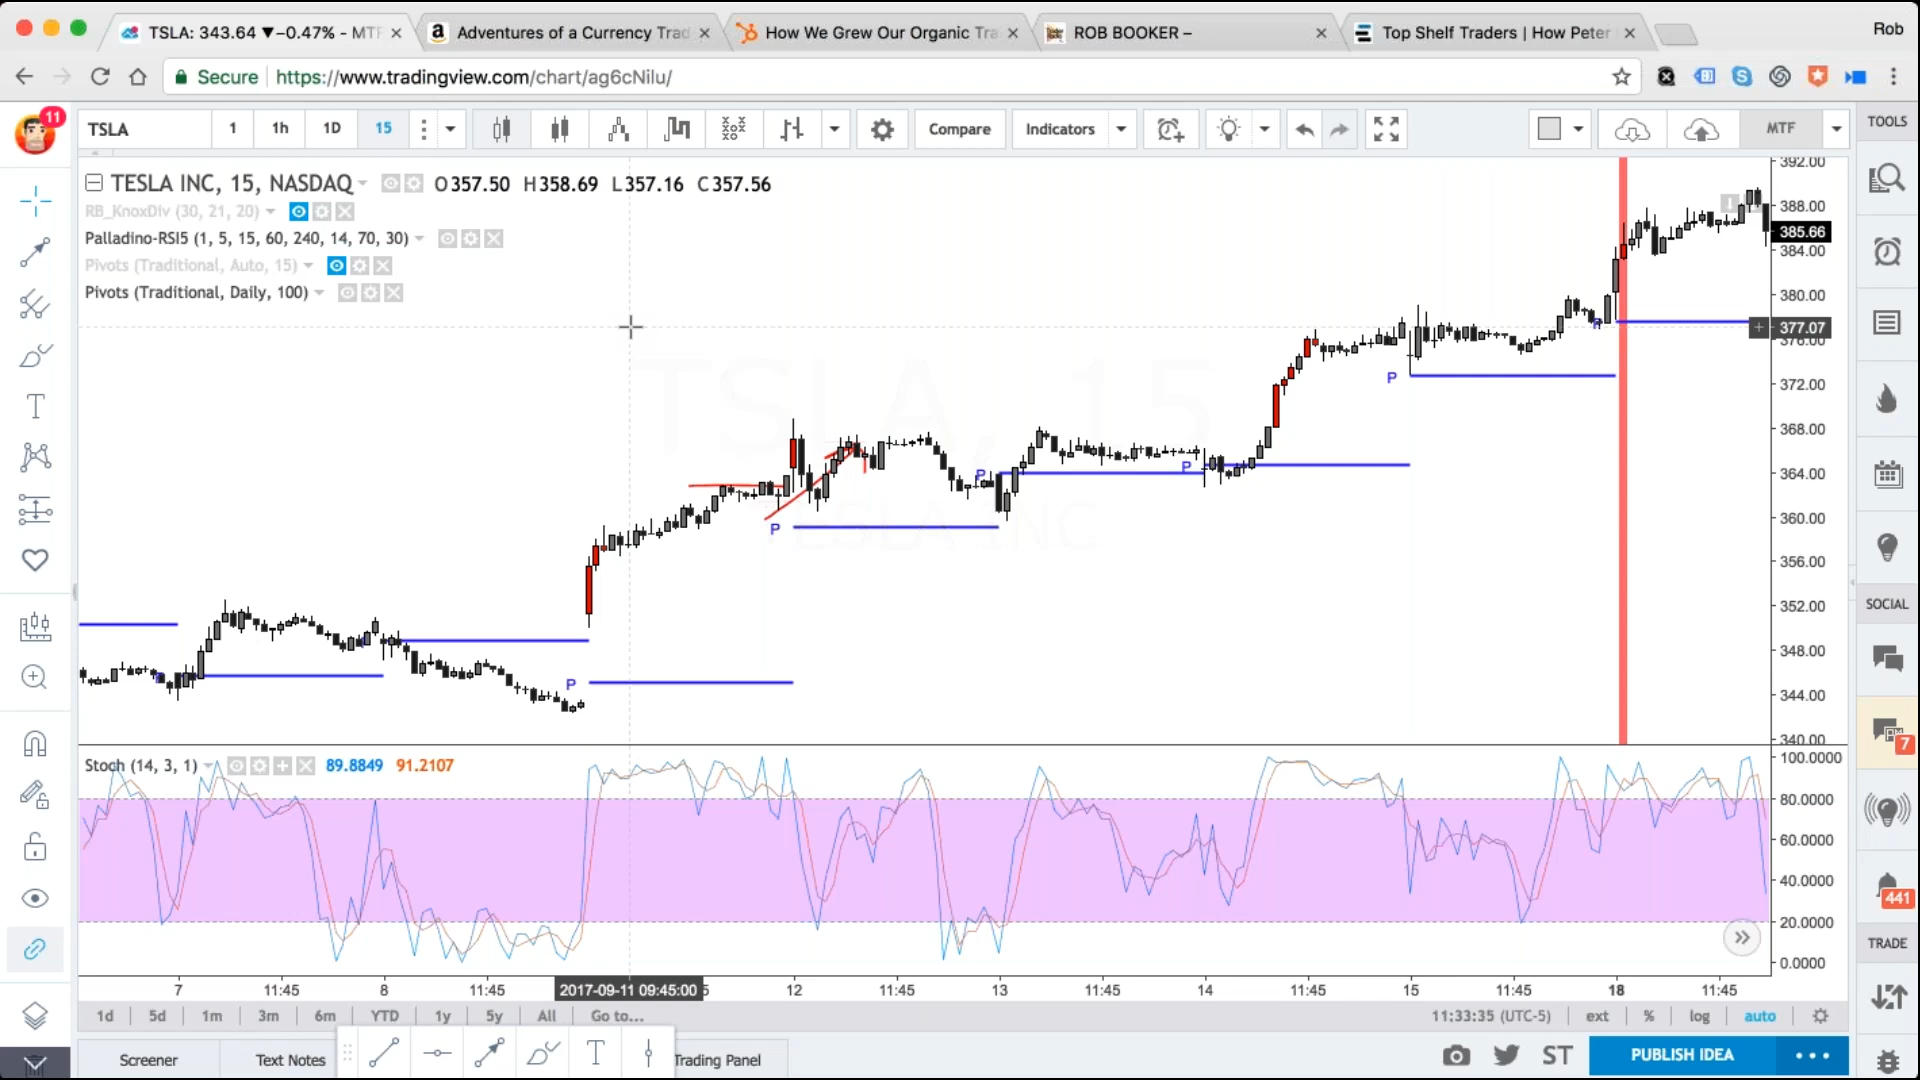 TSLA: 343.64 ▼−0.47% - MTF
Adventures of a Currency Trad
How We Grew Our Organic Tra
ROB BOOKER –
Top Shelf Traders | How Peter
Rob
Secure https://www.tradingview.com/chart/ag6cNilu/
11
TSLA 1 1h 1D 15 Compare Indicators MTF
TOOLS
TESLA INC, 15, NASDAQ O357.50 H358.69 L357.16 C357.56
RB_KnoxDiv (30, 21, 20)
Palladino-RSI5 (1, 5, 15, 60, 240, 14, 70, 30)
Pivots (Traditional, Auto, 15)
Pivots (Traditional, Daily, 100)
TSLA, 15
TESLA INC
P
P
P
P
P
P
392.00
388.00
385.66
384.00
380.00
377.07
376.00
372.00
368.00
364.00
360.00
356.00
352.00
348.00
344.00
340.00
SOCIAL
7
441
TRADE
Stoch (14, 3, 1) 89.8849 91.2107
100.0000
80.0000
60.0000
40.0000
20.0000
0.0000
7 11:45 8 11:45 2017-09-11 09:45:00 12 11:45 13 11:45 14 11:45 15 11:45 18 11:45
1d 5d 1m 3m 6m YTD 1y 5y All Go to... 11:33:35 (UTC-5) ext % log auto
Screener Text Notes T Trading Panel ST PUBLISH IDEA